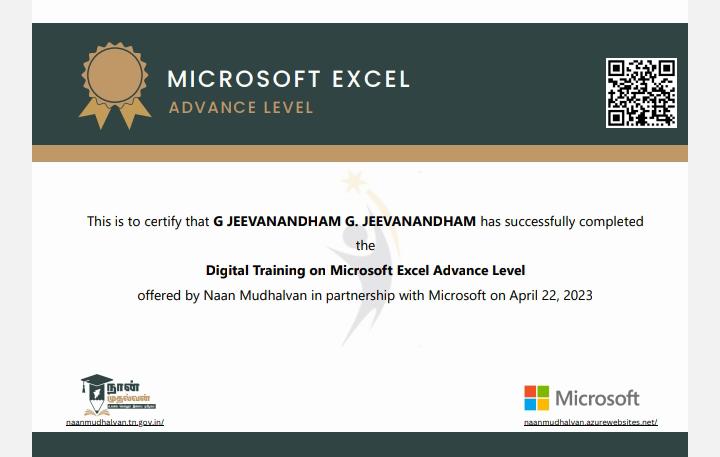 MICROSOFT EXCEL
ADVANCE LEVEL
This is to certify that G JEEVANANDHAM G. JEEVANANDHAM has successfully completed
the
Digital Training on Microsoft Excel Advance Level
offered by Naan Mudhalvan in partnership with Microsoft on April 22, 2023
நான்
முதல்வன்
naanmudhalvan.tn.gov.in/
Microsoft
naanmudhalvan.azurewebsites.net/